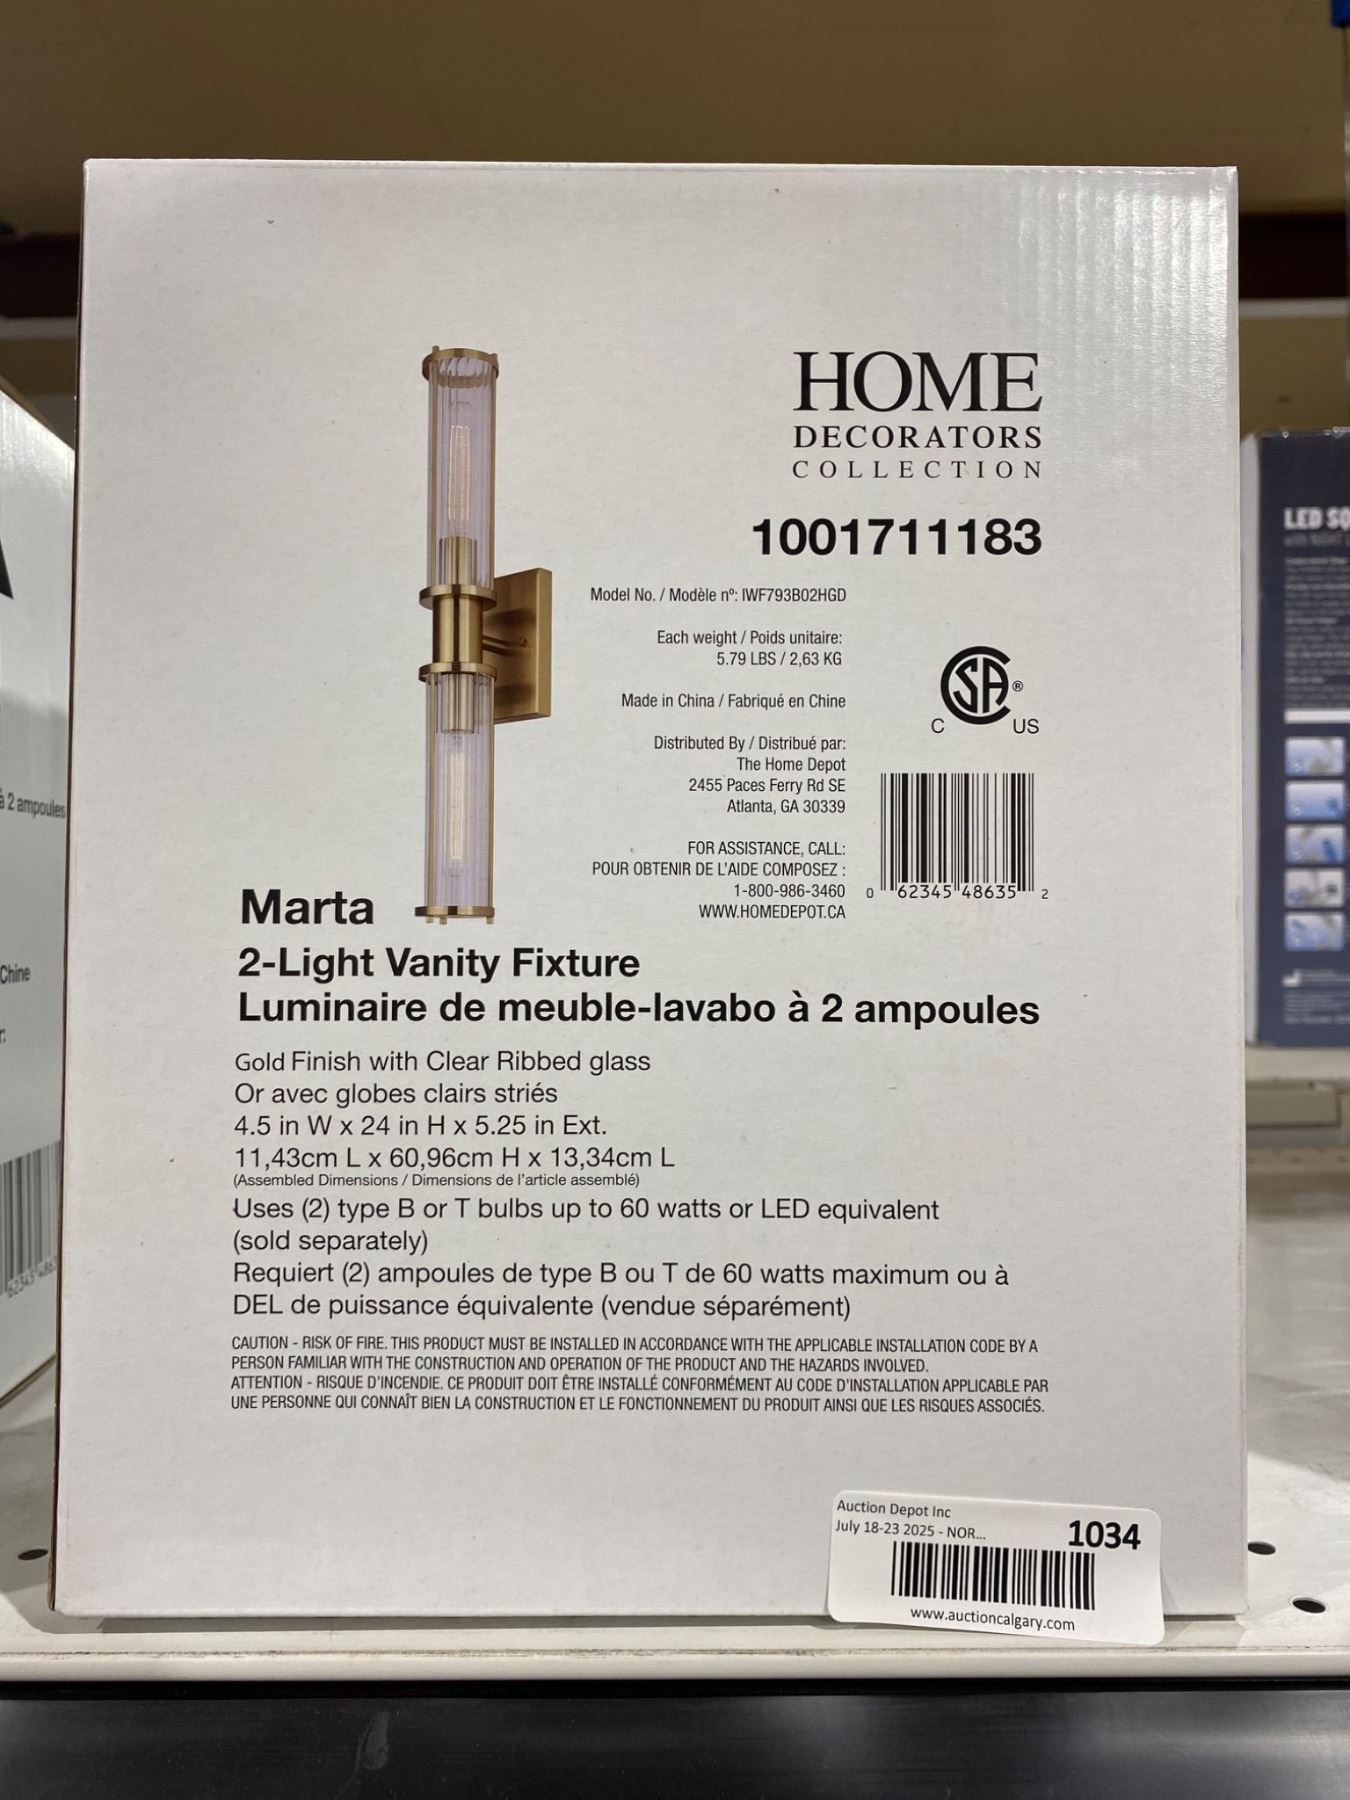 HOME
DECORATORS
COLLECTION
1001711183
Model No. / Modèle nº: IWF793B02HGD
Each weight / Poids unitaire:
5.79 LBS / 2,63 KG
Made in China / Fabriqué en Chine
CSA®
C US
Distributed By / Distribué par:
The Home Depot
2455 Paces Ferry Rd SE
Atlanta, GA 30339
FOR ASSISTANCE, CALL:
POUR OBTENIR DE L'AIDE COMPOSEZ :
1-800-986-3460
WWW.HOMEDEPOT.CA
0 62345 48635 2
Marta
2-Light Vanity Fixture
Luminaire de meuble-lavabo à 2 ampoules
Gold Finish with Clear Ribbed glass
Or avec globes clairs striés
4.5 in W x 24 in H x 5.25 in Ext.
11,43cm L x 60,96cm H x 13,34cm L
(Assembled Dimensions / Dimensions de l'article assemblé)
Uses (2) type B or T bulbs up to 60 watts or LED equivalent
(sold separately)
Requiert (2) ampoules de type B ou T de 60 watts maximum ou à
DEL de puissance équivalente (vendue séparément)
CAUTION - RISK OF FIRE. THIS PRODUCT MUST BE INSTALLED IN ACCORDANCE WITH THE APPLICABLE INSTALLATION CODE BY A
PERSON FAMILIAR WITH THE CONSTRUCTION AND OPERATION OF THE PRODUCT AND THE HAZARDS INVOLVED.
ATTENTION - RISQUE D'INCENDIE. CE PRODUIT DOIT ÊTRE INSTALLÉ CONFORMÉMENT AU CODE D'INSTALLATION APPLICABLE PAR
UNE PERSONNE QUI CONNAÎT BIEN LA CONSTRUCTION ET LE FONCTIONNEMENT DU PRODUIT AINSI QUE LES RISQUES ASSOCIÉS.
Auction Depot Inc
July 18-23 2025 - NOR...
1034
www.auctioncalgary.com
à 2 ampoules
Chine
LED SQ